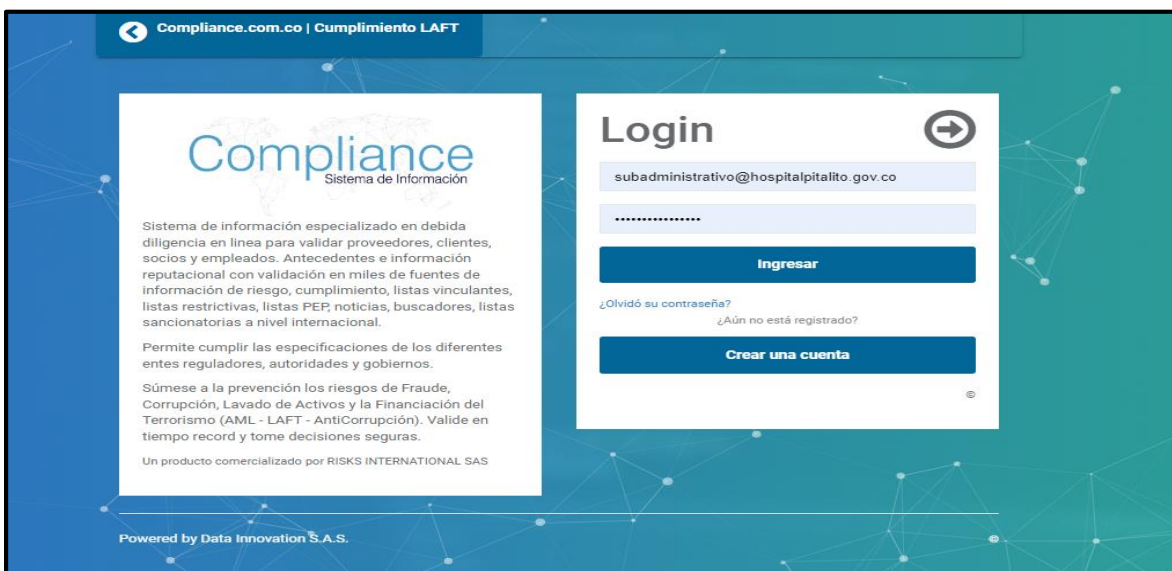 Compliance.com.co | Cumplimiento LAFT
Compliance
Sistema de Información
Sistema de información especializado en debida
diligencia en linea para validar proveedores, clientes,
socios y empleados. Antecedentes e información
reputacional con validación en miles de fuentes de
información de riesgo, cumplimiento, listas vinculantes,
listas restrictivas, listas PEP, noticias, buscadores, listas
sancionatorias a nivel internacional.
Permite cumplir las especificaciones de los diferentes
entes reguladores, autoridades y gobiernos.
Súmese a la prevención los riesgos de Fraude,
Corrupción, Lavado de Activos y la Financiación del
Terrorismo (AML - LAFT - AntiCorrupción). Valide en
tiempo record y tome decisiones seguras.
Un producto comercializado por RISKS INTERNATIONAL SAS
Login
subadministrativo@hospitalpitalito.gov.co
•••••••••••••••
Ingresar
¿Olvidó su contraseña?
¿Aún no está registrado?
Crear una cuenta
©
Powered by Data Innovation S.A.S.
©